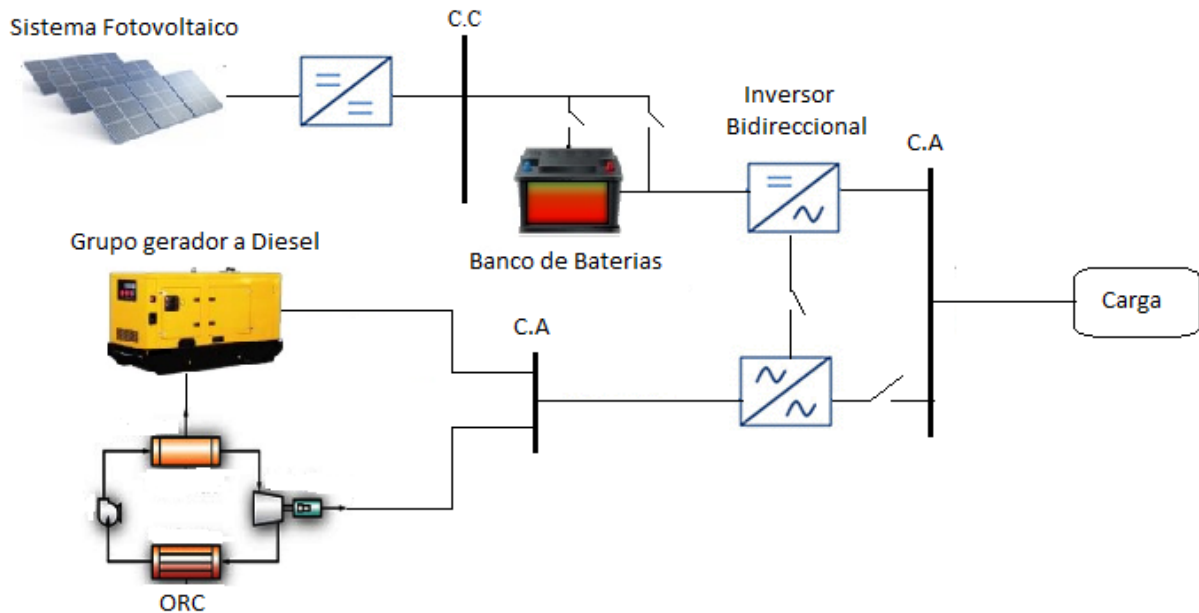 Sistema Fotovoltaico
C.C
Inversor
Bidireccional
C.A
Grupo gerador a Diesel
Banco de Baterias
C.A
Carga
ORC